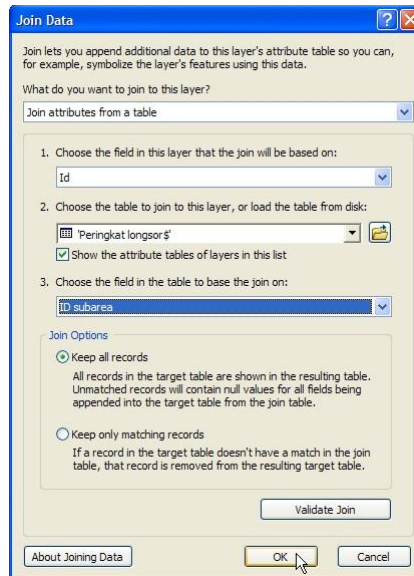 Join Data
Join lets you append additional data to this layer's attribute table so you can,
for example, symbolize the layer's features using this data.
What do you want to join to this layer?
Join attributes from a table
1. Choose the field in this layer that the join will be based on:
Id
2. Choose the table to join to this layer, or load the table from disk:
'Peringkat longsor$'
Show the attribute tables of layers in this list
3. Choose the field in the table to base the join on:
ID subarea
Join Options
Keep all records
All records in the target table are shown in the resulting table.
Unmatched records will contain null values for all fields being
appended into the target table from the join table.
Keep only matching records
If a record in the target table doesn't have a match in the join
table, that record is removed from the resulting target table.
Validate Join
About Joining Data
OK
Cancel